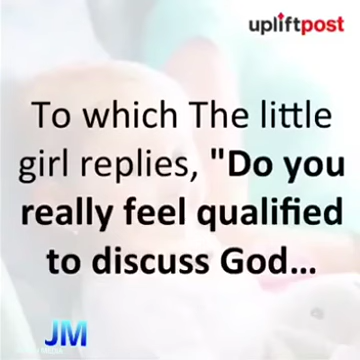 upliftpost
To which The little
girl replies, "Do you
really feel qualified
to discuss God...
JM